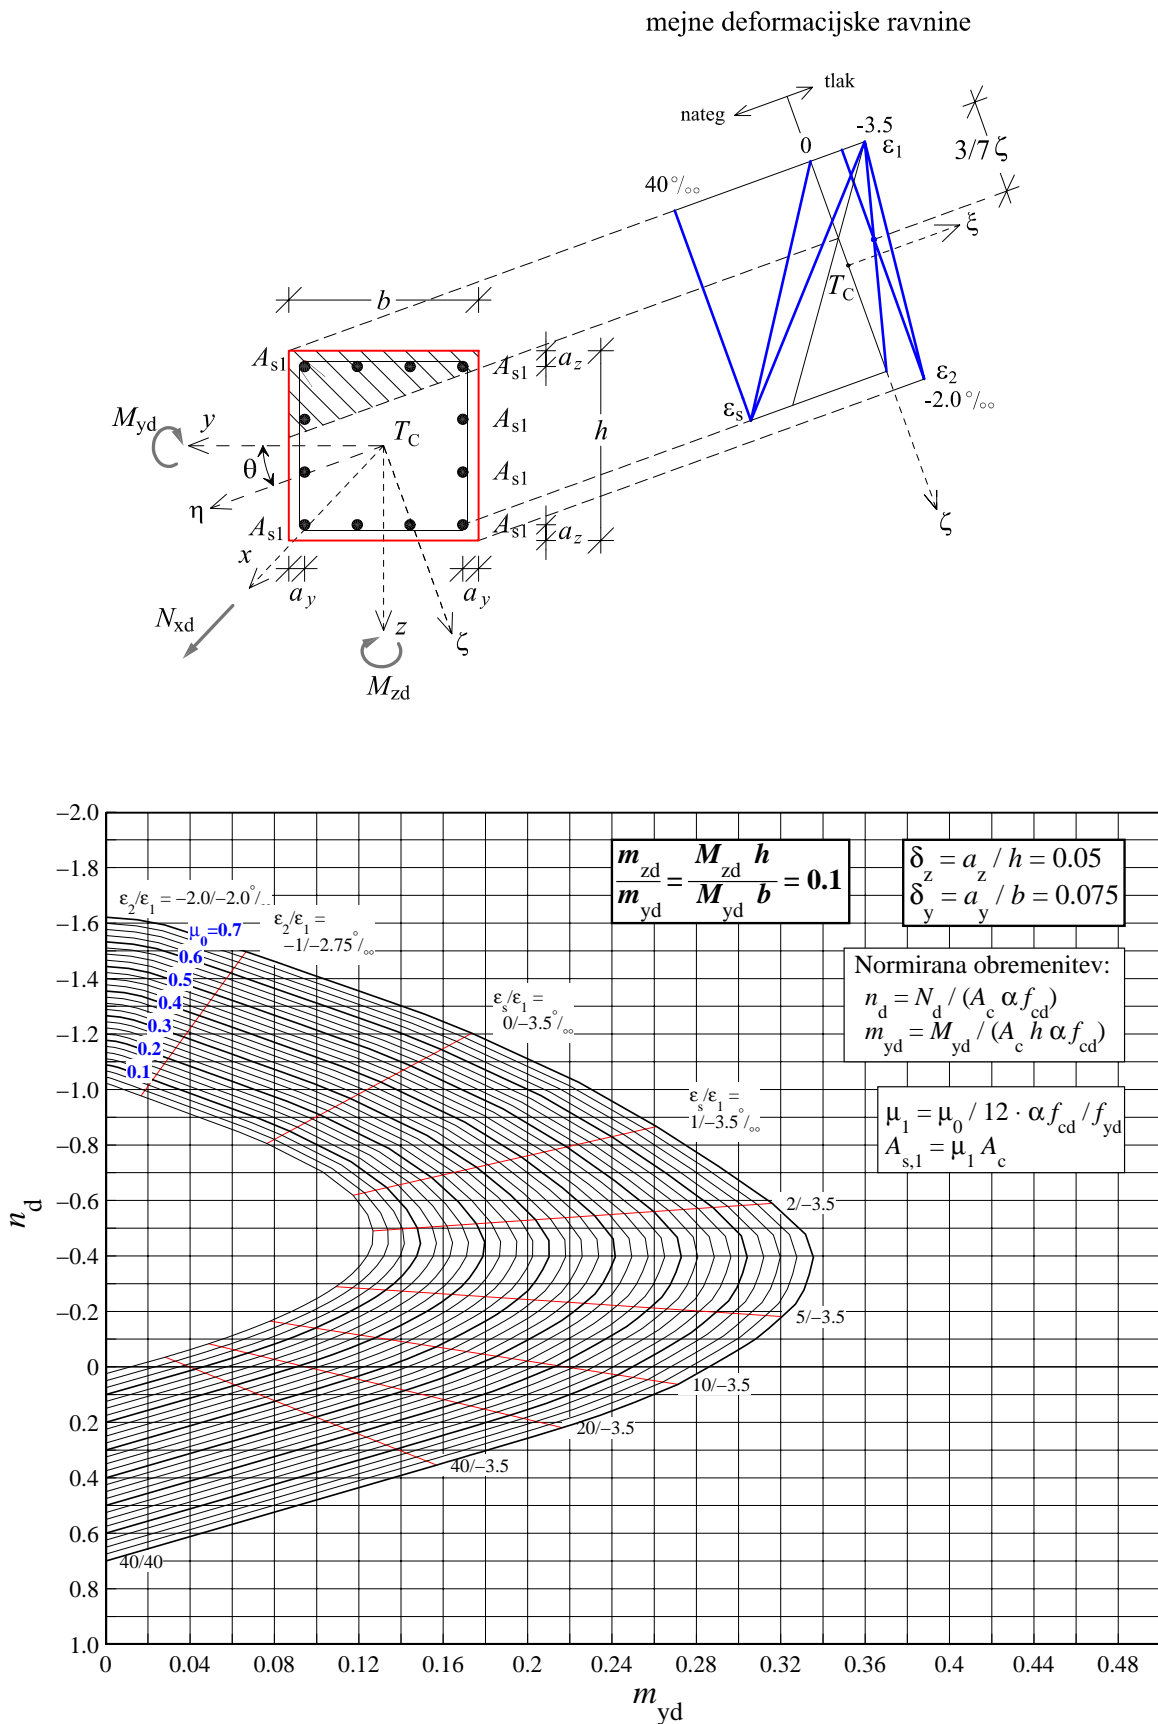 mejne deformacijske ravnine
tlak
nateg
-3.5
0
ε1
3/7 ζ
40 °/∘∘
ξ
TC
b
As1
As1
az
ε2
-2.0 °/∘∘
εs
Myd
y
TC
As1
h
θ
As1
η
ζ
As1
As1
az
x
ay
ay
Nxd
z
ζ
Mzd
−2.0
−1.8
−1.6
−1.4
−1.2
−1.0
−0.8
−0.6
−0.4
−0.2
0
0.2
0.4
0.6
0.8
1.0
nd
mzd / myd = Mzd h / Myd b = 0.1
δz = az / h = 0.05
δy = ay / b = 0.075
Normirana obremenitev:
nd = Nd / (Ac α fcd)
myd = Myd / (Ac h α fcd)
μ1 = μ0 / 12 · α fcd / fyd
As,1 = μ1 Ac
ε2/ε1 = −2.0/−2.0°/∘∘
ε2/ε1 =
−1/−2.75°/∘∘
μ0=0.7
0.6
0.5
0.4
0.3
0.2
0.1
εs/ε1 =
0/−3.5°/∘∘
εs/ε1 =
1/−3.5°/∘∘
2/−3.5
5/−3.5
10/−3.5
20/−3.5
40/−3.5
40/40
0 0.04 0.08 0.12 0.16 0.2 0.24 0.28 0.32 0.36 0.4 0.44 0.48
myd